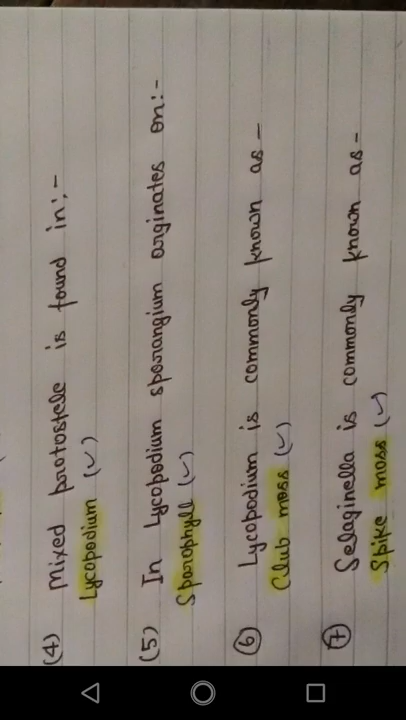 (4) Mixed protostele is found in:-
Lycopodium (✓)
(5) In Lycopodium sporangium arginates on:-
Sporophyll (✓)
(6) Lycopodium is commonly known as-
Club moss (✓)
(7) Selaginella is commonly known as-
Spike moss (✓)